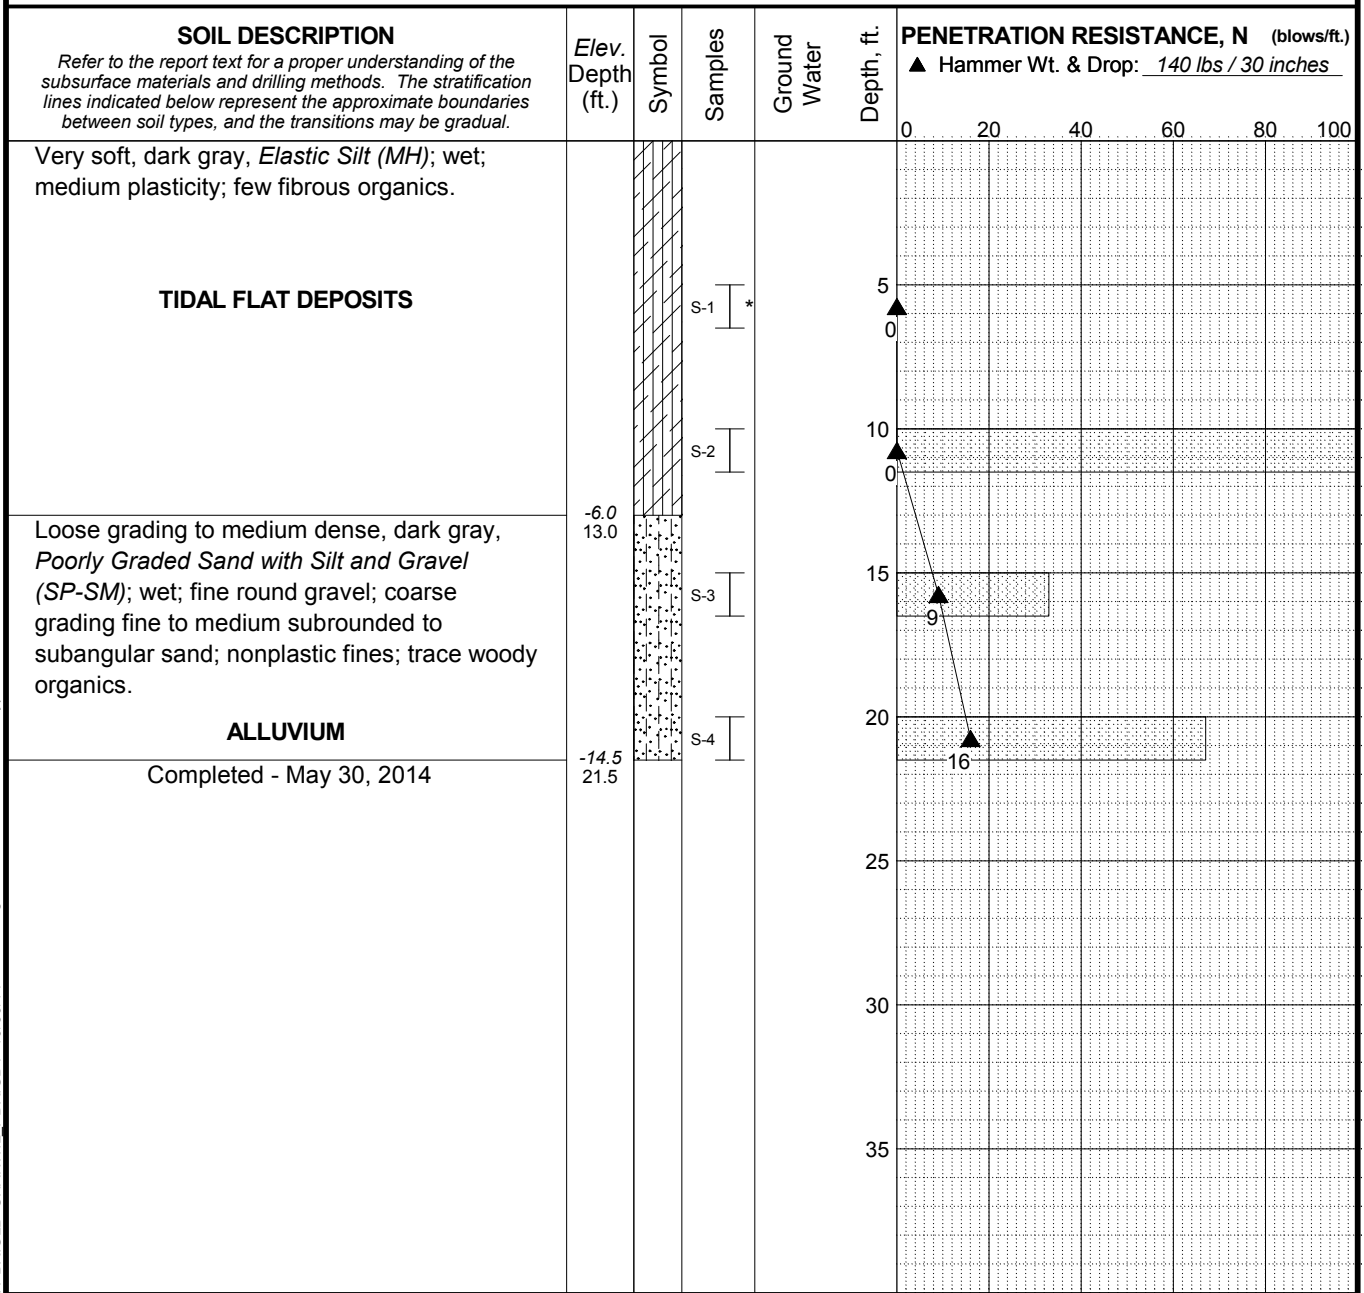 SOIL DESCRIPTION
Refer to the report text for a proper understanding of the
subsurface materials and drilling methods. The stratification
lines indicated below represent the approximate boundaries
between soil types, and the transitions may be gradual.
Elev.
Depth
(ft.)
Symbol
Samples
Ground
Water
Depth, ft.
PENETRATION RESISTANCE, N (blows/ft.)
▲ Hammer Wt. & Drop: 140 lbs / 30 inches
0 20 40 60 80 100
Very soft, dark gray, Elastic Silt (MH); wet;
medium plasticity; few fibrous organics.
TIDAL FLAT DEPOSITS
S-1 *
5
0
S-2
10
0
-6.0
13.0
Loose grading to medium dense, dark gray,
Poorly Graded Sand with Silt and Gravel
(SP-SM); wet; fine round gravel; coarse
grading fine to medium subrounded to
subangular sand; nonplastic fines; trace woody
organics.
S-3
15
9
ALLUVIUM
S-4
20
16
-14.5
21.5
Completed - May 30, 2014
25
30
35